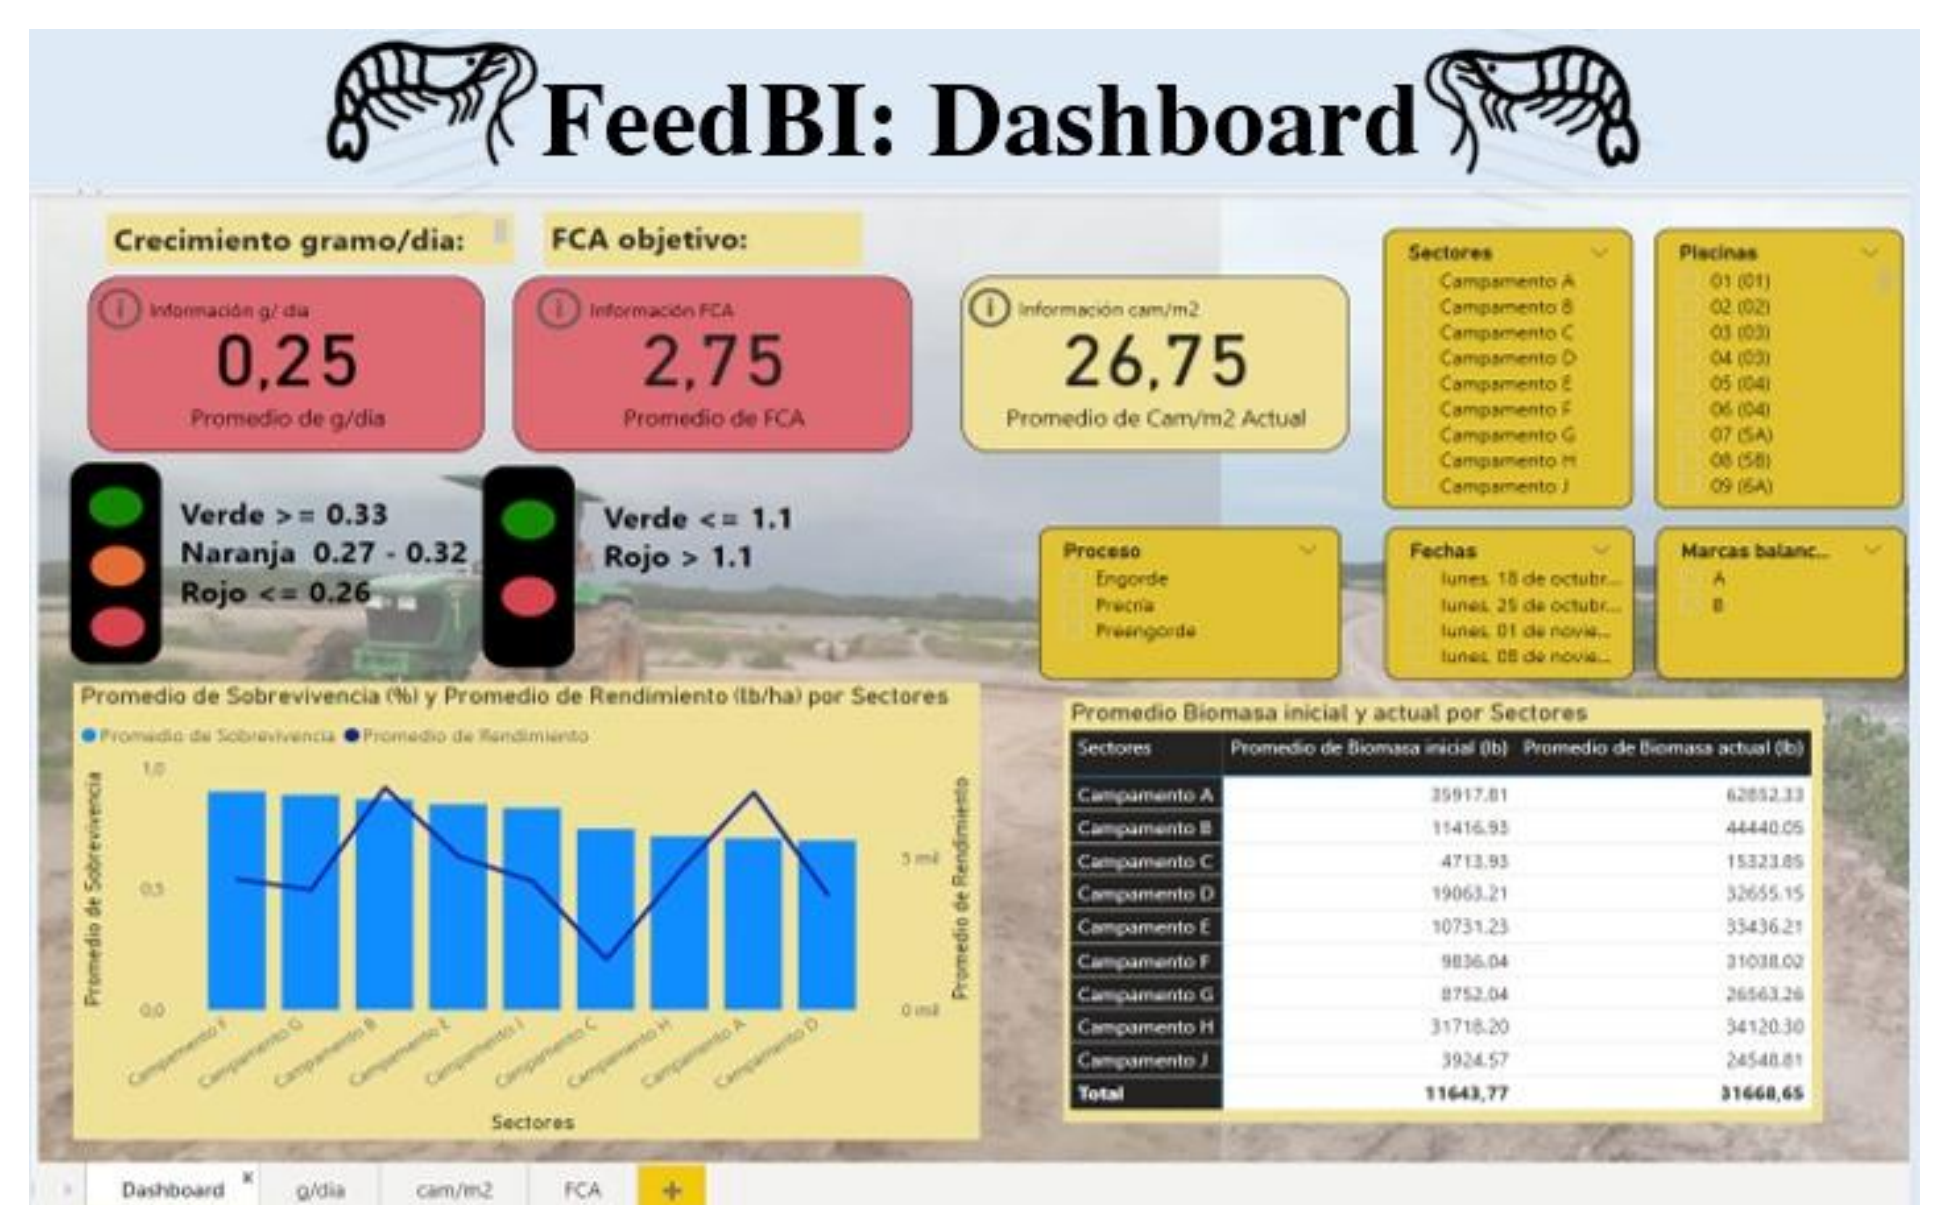 FeedBI: Dashboard
Crecimiento gramo/dia:
FCA objetivo:
Información g/ dia
0,25
Promedio de g/dia
Información FCA
2,75
Promedio de FCA
Información cam/m2
26,75
Promedio de Cam/m2 Actual
Sectores
Campamento A
Campamento B
Campamento C
Campamento D
Campamento E
Campamento F
Campamento G
Campamento H
Campamento J
Piscinas
01 (01)
02 (02)
03 (03)
04 (03)
05 (04)
06 (04)
07 (5A)
08 (5B)
09 (6A)
Verde >= 0.33
Naranja 0.27 - 0.32
Rojo <= 0.26
Verde <= 1.1
Rojo > 1.1
Proceso
Engorde
Precría
Preengorde
Fechas
lunes, 18 de octubr...
lunes, 25 de octubr...
lunes, 01 de novie...
lunes, 08 de novie...
Marcas balanc...
A
B
Promedio de Sobrevivencia (%) y Promedio de Rendimiento (lb/ha) por Sectores
Promedio de Sobrevivencia Promedio de Rendimiento
Promedio de Sobrevivencia
1,0
0,5
0,0
5 mil
0 mil
Promedio de Rendimiento
Campamento F
Campamento G
Campamento B
Campamento E
Campamento J
Campamento C
Campamento H
Campamento A
Campamento D
Sectores
Promedio Biomasa inicial y actual por Sectores
Sectores Promedio de Biomasa inicial (lb) Promedio de Biomasa actual (lb)
Campamento A 35917.81 62852.33
Campamento B 11416.93 44440.05
Campamento C 4713.93 15323.85
Campamento D 19063.21 32655.15
Campamento E 10731.23 33436.21
Campamento F 9836.04 31038.02
Campamento G 8752.04 26563.26
Campamento H 31718.20 34120.30
Campamento J 3924.57 24548.81
Total 11643,77 31668,65
Dashboard g/dia cam/m2 FCA +